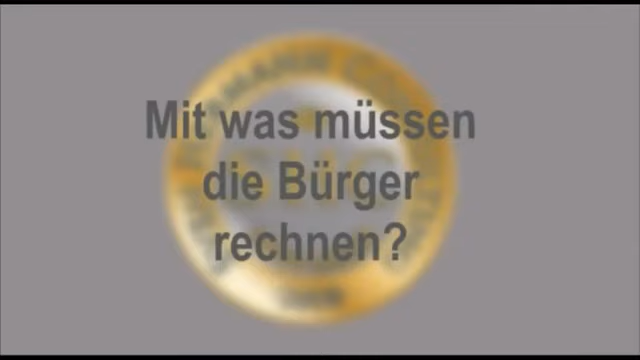 Mit was müssen
die Bürger
rechnen?